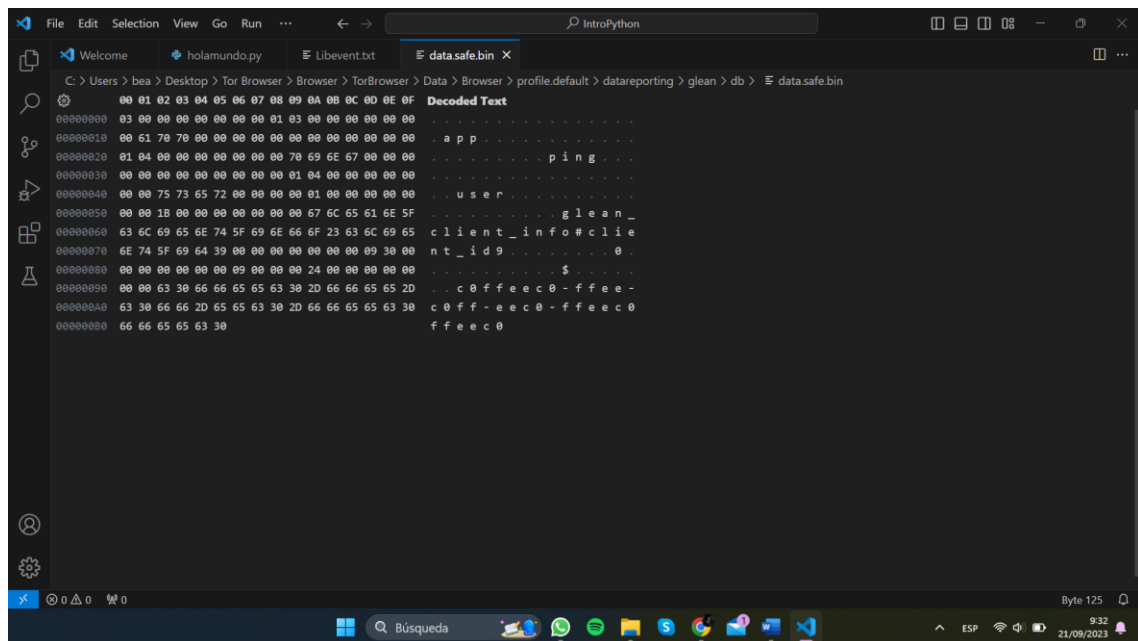 File Edit Selection View Go Run ··· IntroPython
Welcome holamundo.py Libevent.txt data.safe.bin
C: > Users > bea > Desktop > Tor Browser > Browser > TorBrowser > Data > Browser > profile.default > datareporting > glean > db > data.safe.bin
00 01 02 03 04 05 06 07 08 09 0A 0B 0C 0D 0E 0F Decoded Text
00000000 03 00 00 00 00 00 00 00 01 03 00 00 00 00 00 00 . . . . . . . . . . . . . . . .
00000010 00 61 70 70 00 00 00 00 00 00 00 00 00 00 00 00 . a p p . . . . . . . . . . . .
00000020 01 04 00 00 00 00 00 00 00 70 69 6E 67 00 00 00 . . . . . . . . . p i n g . . .
00000030 00 00 00 00 00 00 00 00 00 01 04 00 00 00 00 00 . . . . . . . . . . . . . . . .
00000040 00 00 75 73 65 72 00 00 00 00 01 00 00 00 00 00 . . u s e r . . . . . . . . . .
00000050 00 00 1B 00 00 00 00 00 00 00 67 6C 65 61 6E 5F . . . . . . . . . . g l e a n _
00000060 63 6C 69 65 6E 74 5F 69 6E 66 6F 23 63 6C 69 65 c l i e n t _ i n f o # c l i e
00000070 6E 74 5F 69 64 39 00 00 00 00 00 00 00 09 30 00 n t _ i d 9 . . . . . . . . 0 .
00000080 00 00 00 00 00 00 09 00 00 00 24 00 00 00 00 00 . . . . . . . . . . $ . . . . .
00000090 00 00 63 30 66 66 65 65 63 30 2D 66 66 65 65 2D . . c 0 f f e e c 0 - f f e e -
000000A0 63 30 66 66 2D 65 65 63 30 2D 66 66 65 65 63 30 c 0 f f - e e c 0 - f f e e c 0
000000B0 66 66 65 65 63 30 f f e e c 0
0 0 0 Byte 125
Búsqueda 1 ESP 9:32
21/09/2023